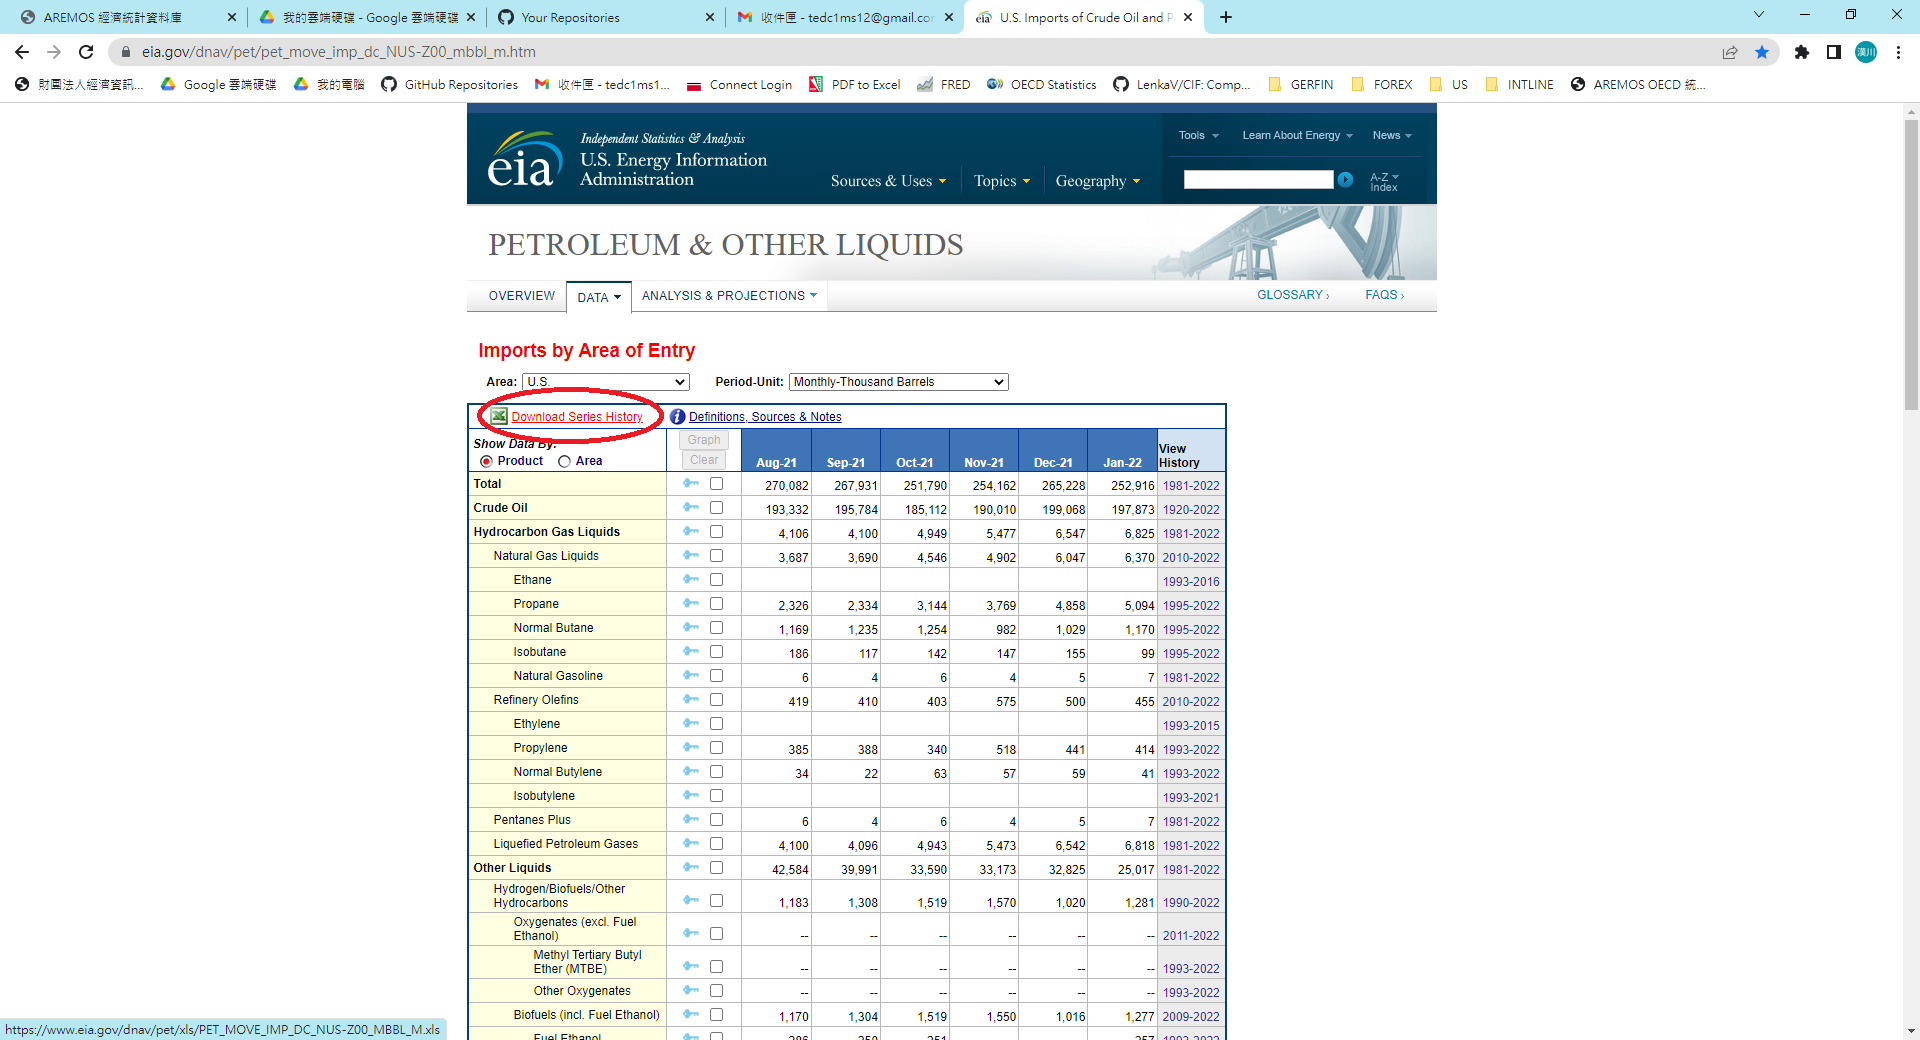 AREMOS 經濟統計資料庫
我的雲端硬碟 - Google 雲端硬碟
Your Repositories
收件匣 - tedc1ms12@gmail.cor
U.S. Imports of Crude Oil and P
eia.gov/dnav/pet/pet_move_imp_dc_NUS-Z00_mbbl_m.htm
漢川
財團法人經濟資訊...
Google 雲端硬碟
我的電腦
GitHub Repositories
收件匣 - tedc1ms1...
Connect Login
PDF to Excel
FRED
OECD Statistics
LenkaV/CIF: Comp...
GERFIN
FOREX
US
INTLINE
AREMOS OECD 統...
eia
Independent Statistics & Analysis
U.S. Energy Information
Administration
Sources & Uses
Topics
Geography
Tools
Learn About Energy
News
A-Z
Index
PETROLEUM & OTHER LIQUIDS
OVERVIEW
DATA
ANALYSIS & PROJECTIONS
GLOSSARY ›
FAQS ›
Imports by Area of Entry
Area: U.S.
Period-Unit: Monthly-Thousand Barrels
Download Series History
Definitions, Sources & Notes
Show Data By:
Product Area
Graph
Clear
Aug-21 Sep-21 Oct-21 Nov-21 Dec-21 Jan-22 View History
Total 270,082 267,931 251,790 254,162 265,228 252,916 1981-2022
Crude Oil 193,332 195,784 185,112 190,010 199,068 197,873 1920-2022
Hydrocarbon Gas Liquids 4,106 4,100 4,949 5,477 6,547 6,825 1981-2022
Natural Gas Liquids 3,687 3,690 4,546 4,902 6,047 6,370 2010-2022
Ethane 1993-2016
Propane 2,326 2,334 3,144 3,769 4,858 5,094 1995-2022
Normal Butane 1,169 1,235 1,254 982 1,029 1,170 1995-2022
Isobutane 186 117 142 147 155 99 1995-2022
Natural Gasoline 6 4 6 4 5 7 1981-2022
Refinery Olefins 419 410 403 575 500 455 2010-2022
Ethylene 1993-2015
Propylene 385 388 340 518 441 414 1993-2022
Normal Butylene 34 22 63 57 59 41 1993-2022
Isobutylene 1993-2021
Pentanes Plus 6 4 6 4 5 7 1981-2022
Liquefied Petroleum Gases 4,100 4,096 4,943 5,473 6,542 6,818 1981-2022
Other Liquids 42,584 39,991 33,590 33,173 32,825 25,017 1981-2022
Hydrogen/Biofuels/Other
Hydrocarbons 1,183 1,308 1,519 1,570 1,020 1,281 1990-2022
Oxygenates (excl. Fuel
Ethanol) -- -- -- -- -- -- 2011-2022
Methyl Tertiary Butyl
Ether (MTBE) -- -- -- -- -- -- 1993-2022
Other Oxygenates -- -- -- -- -- -- 1993-2022
Biofuels (incl. Fuel Ethanol) 1,170 1,304 1,519 1,550 1,016 1,277 2009-2022
Fuel Ethanol
https://www.eia.gov/dnav/pet/xls/PET_MOVE_IMP_DC_NUS-Z00_MBBL_M.xls